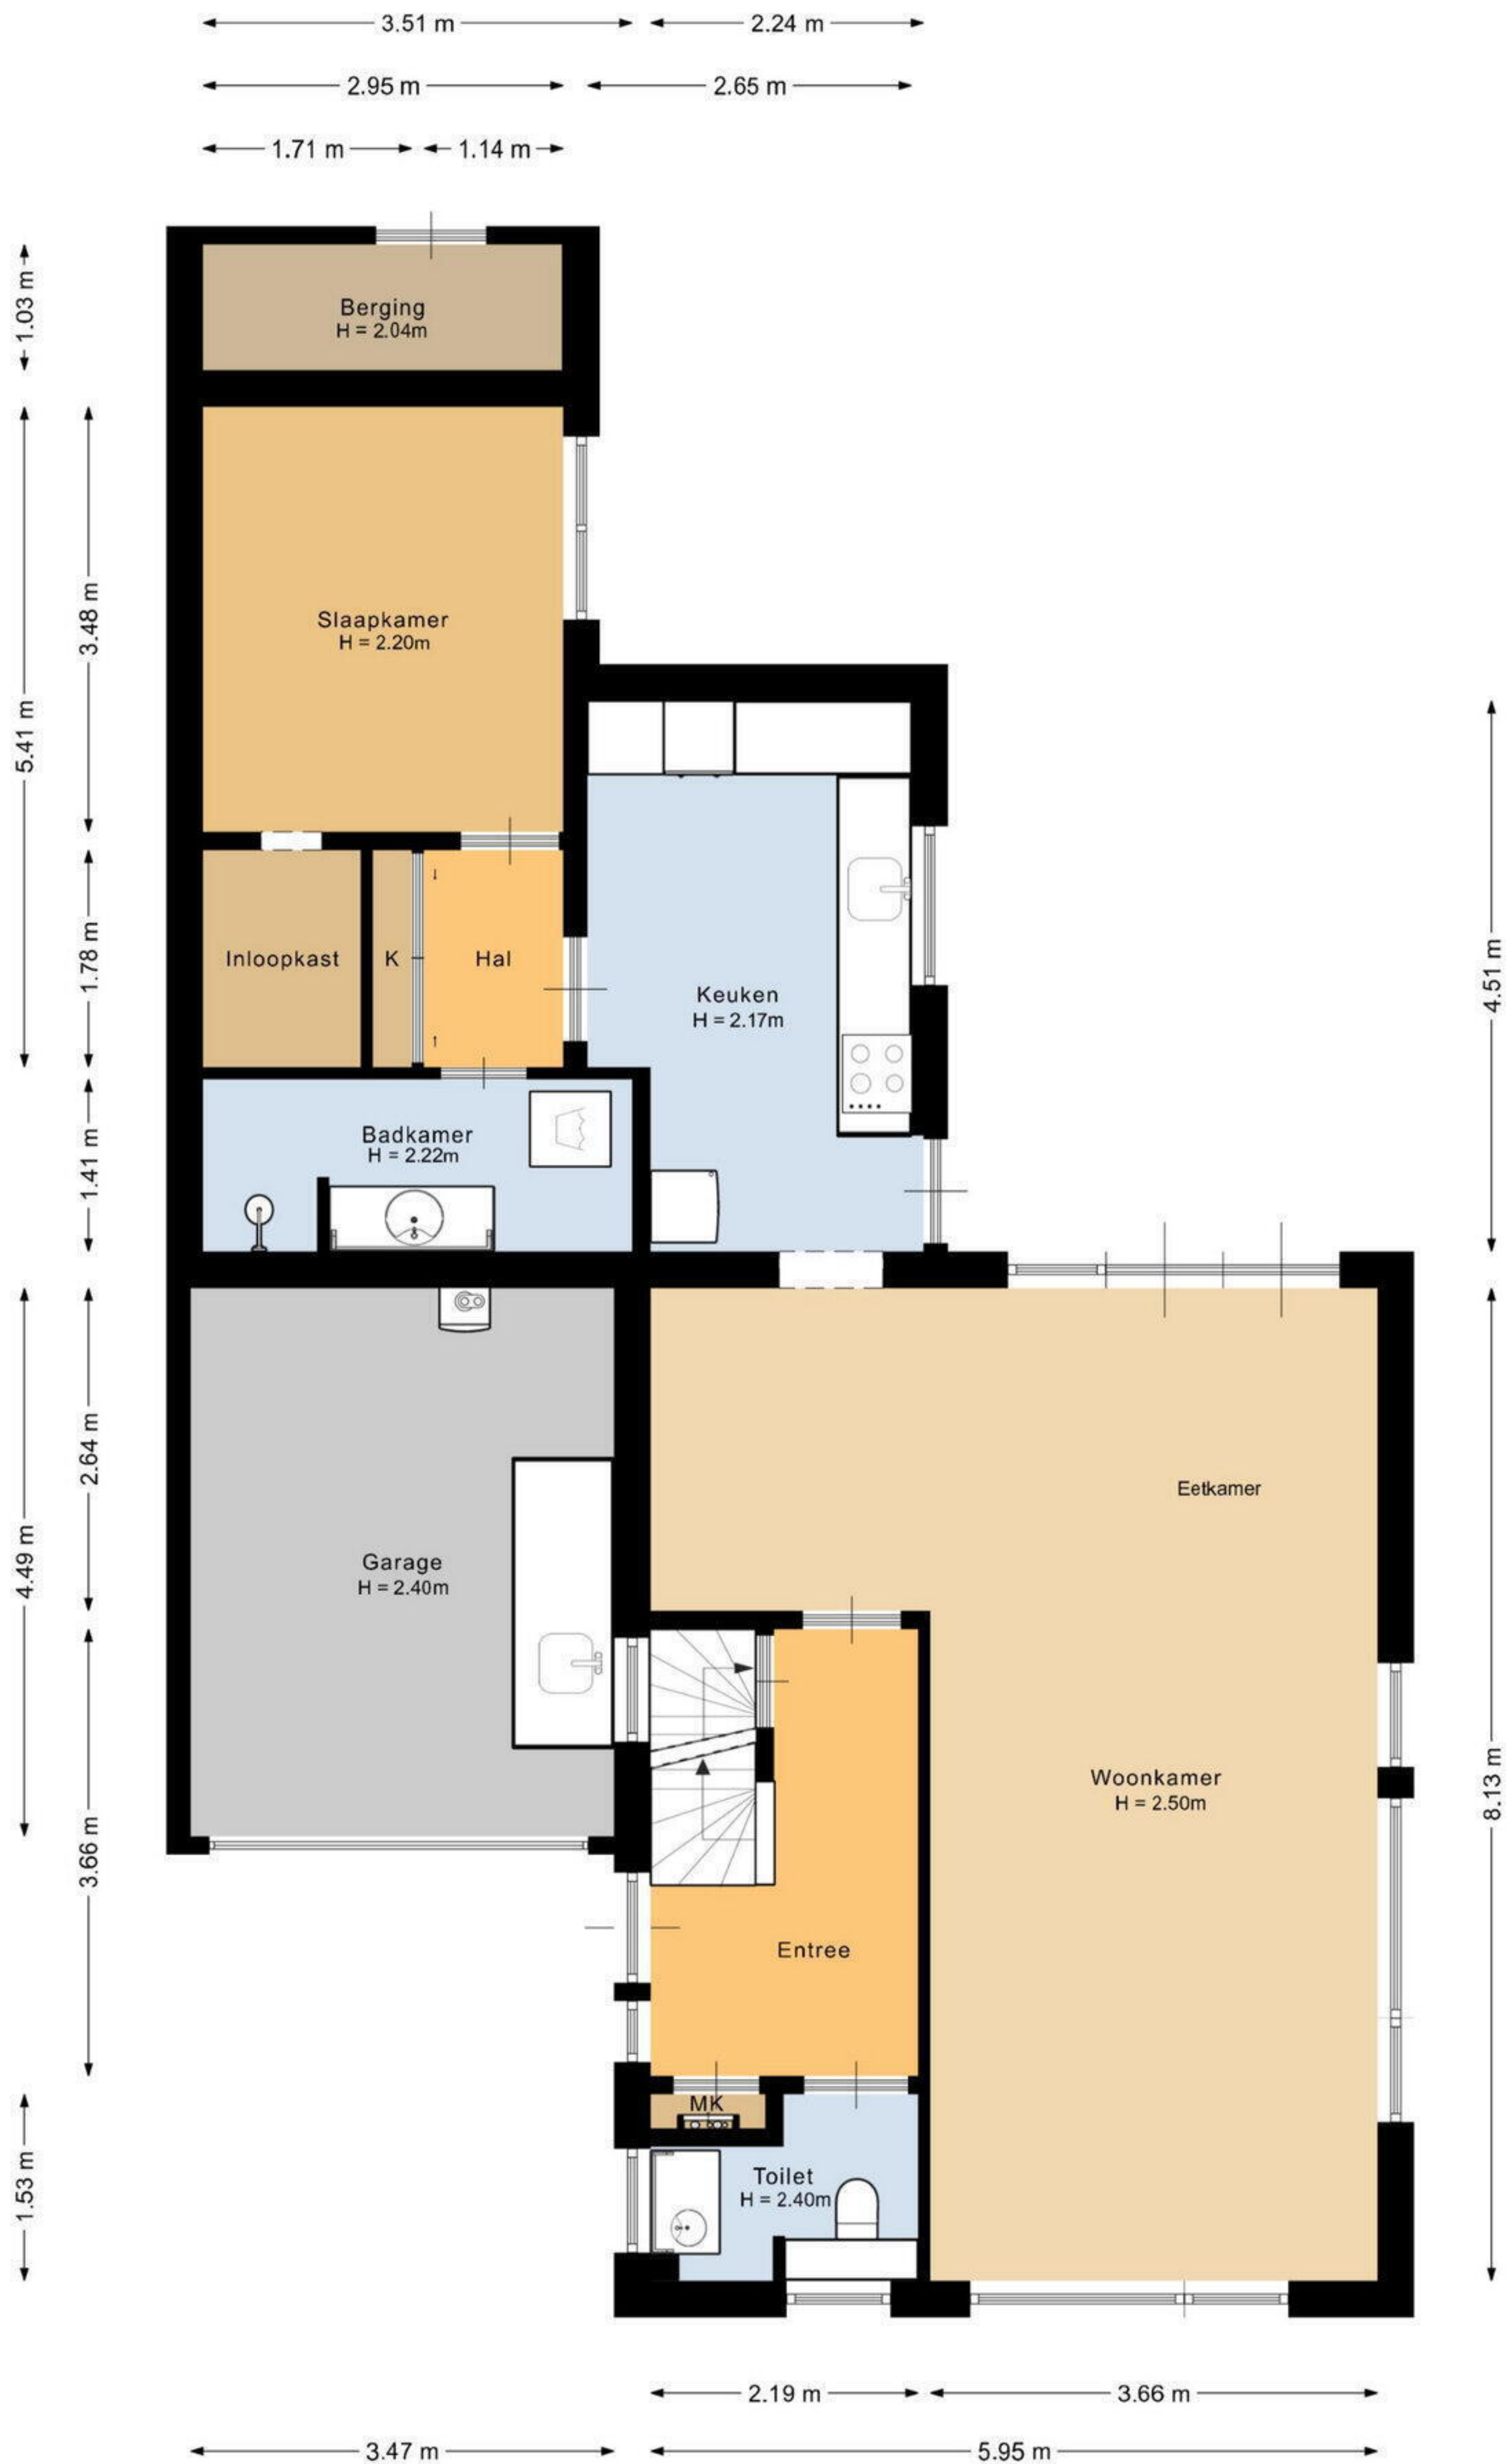 3.51 m
2.24 m
2.95 m
2.65 m
1.71 m
1.14 m
1.03 m
Berging
H = 2.04m
5.41 m
3.48 m
Slaapkamer
H = 2.20m
1.78 m
Inloopkast
K
Hal
Keuken
H = 2.17m
4.51 m
1.41 m
Badkamer
H = 2.22m
4.49 m
2.64 m
Eetkamer
Garage
H = 2.40m
3.66 m
Woonkamer
H = 2.50m
8.13 m
Entree
MK
1.53 m
Toilet
H = 2.40m
2.19 m
3.66 m
3.47 m
5.95 m